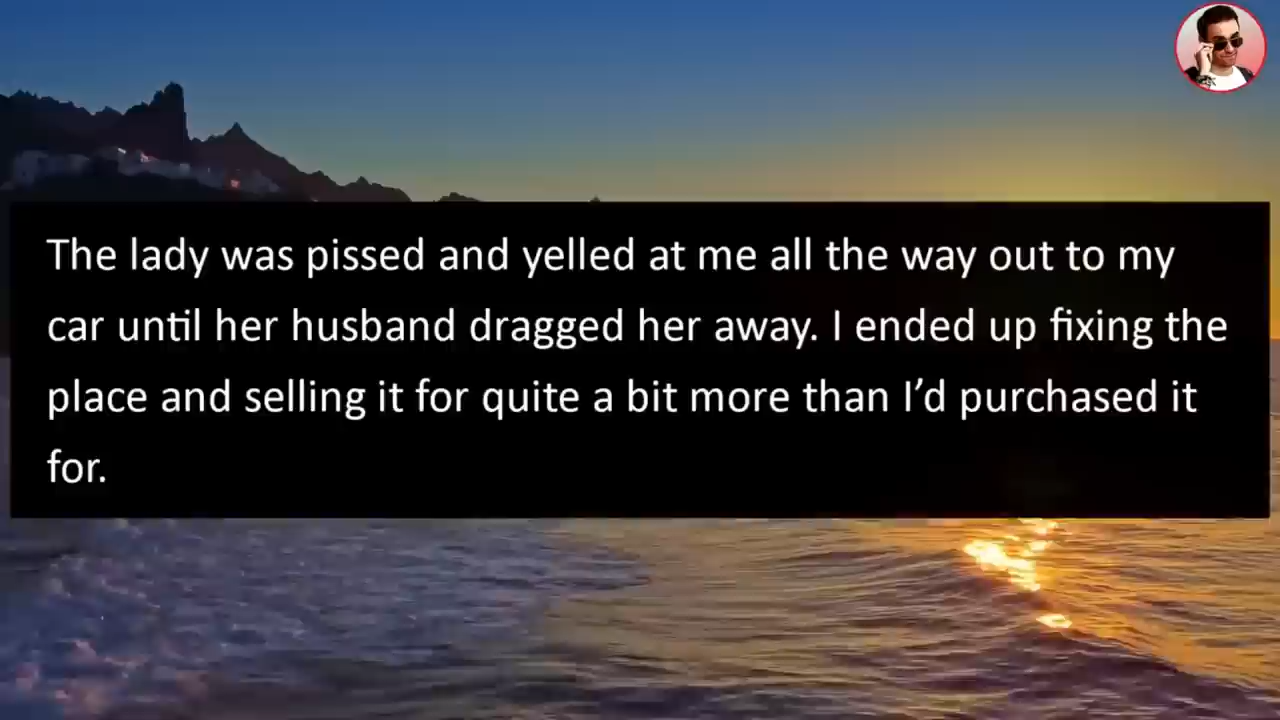 The lady was pissed and yelled at me all the way out to my
car until her husband dragged her away. I ended up fixing the
place and selling it for quite a bit more than I’d purchased it
for.